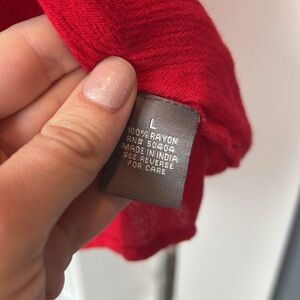 L
100% RAYON
RN# 50404
MADE IN INDIA
SEE REVERSE
FOR CARE